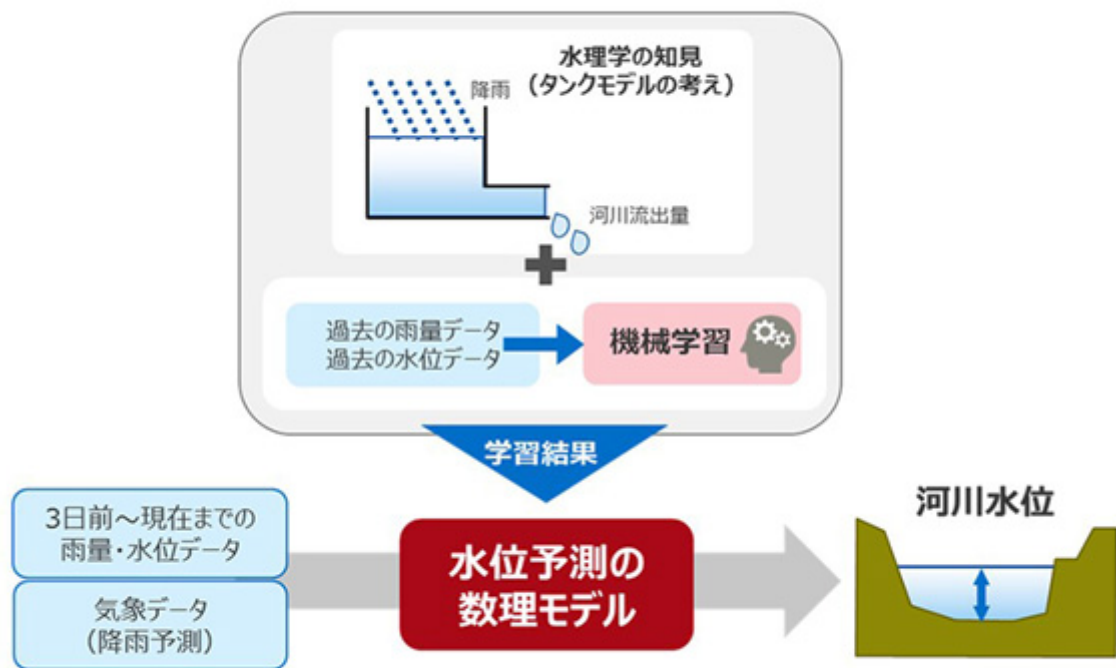 水理学の知見
(タンクモデルの考え)
降雨
河川流出量
過去の雨量データ
過去の水位データ
機械学習
学習結果
3日前～現在までの
雨量・水位データ
気象データ
(降雨予測)
水位予測の
数理モデル
河川水位